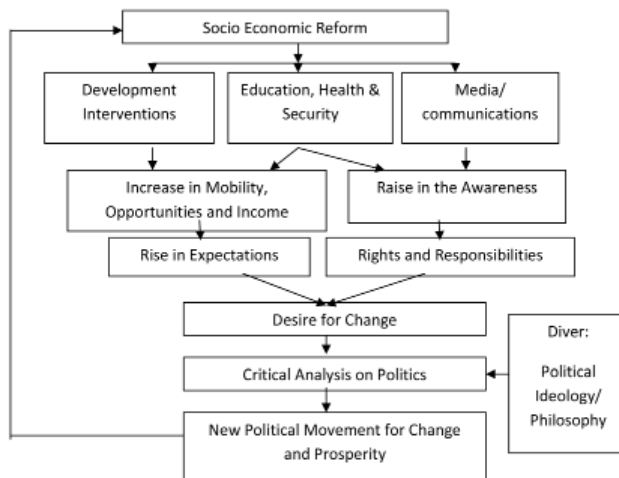 Socio Economic Reform
Development
Interventions
Education, Health &
Security
Media/
communications
Increase in Mobility,
Opportunities and Income
Raise in the Awareness
Rise in Expectations
Rights and Responsibilities
Desire for Change
Diver:
Political
Ideology/
Philosophy
Critical Analysis on Politics
New Political Movement for Change
and Prosperity